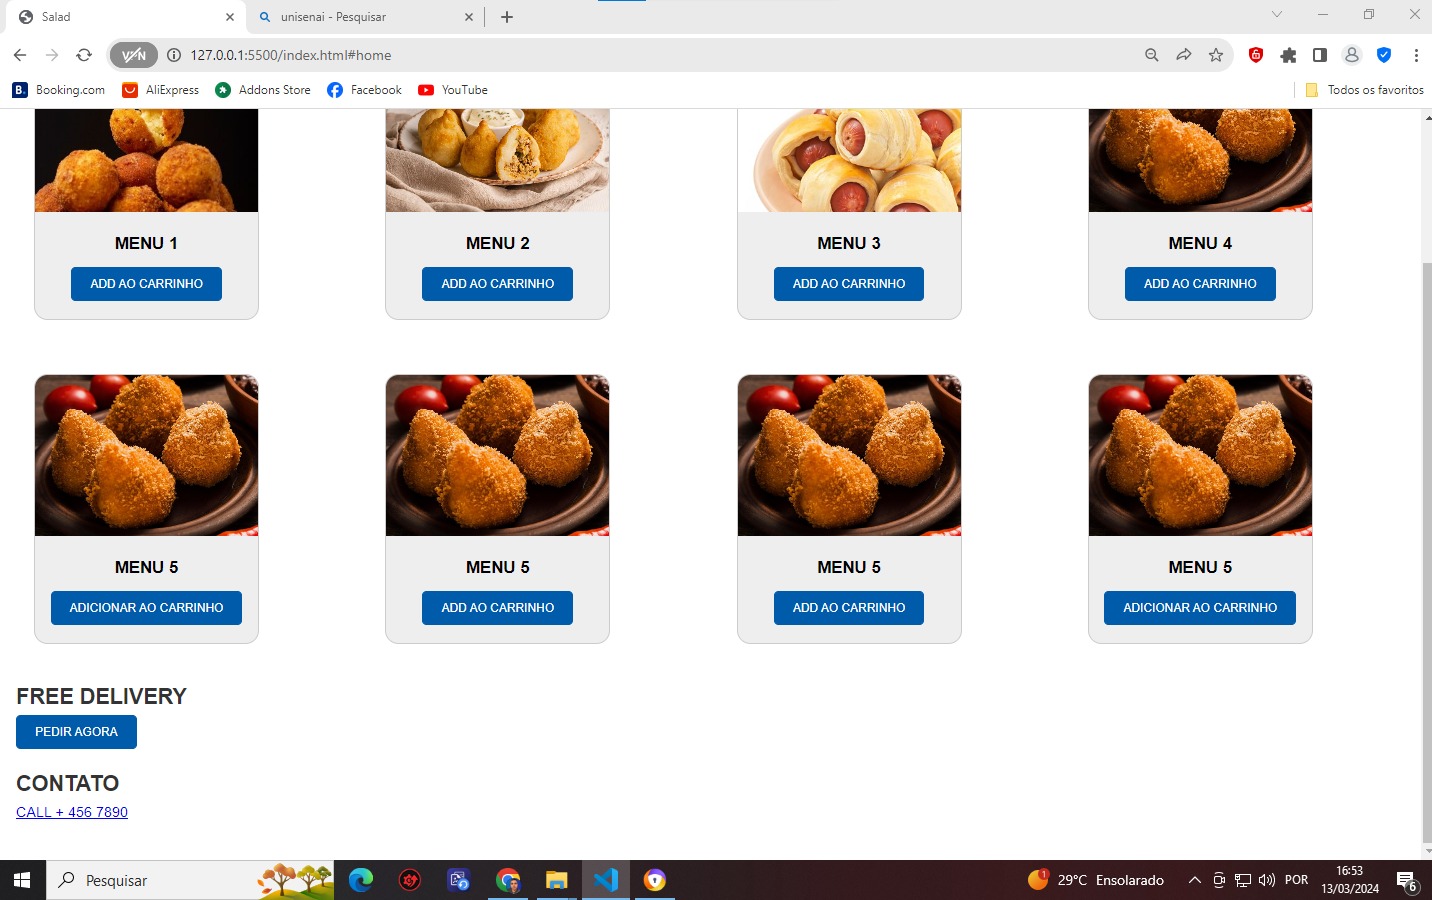 Salad
unisenai - Pesquisar
VPN
127.0.0.1:5500/index.html#home
B.
Booking.com
AliExpress
Addons Store
Facebook
YouTube
Todos os favoritos
MENU 1
MENU 2
MENU 3
MENU 4
ADD AO CARRINHO
ADD AO CARRINHO
ADD AO CARRINHO
ADD AO CARRINHO
MENU 5
MENU 5
MENU 5
MENU 5
ADICIONAR AO CARRINHO
ADD AO CARRINHO
ADD AO CARRINHO
ADICIONAR AO CARRINHO
FREE DELIVERY
PEDIR AGORA
CONTATO
CALL + 456 7890
Pesquisar
1
29°C Ensolarado
POR
16:53
13/03/2024
6